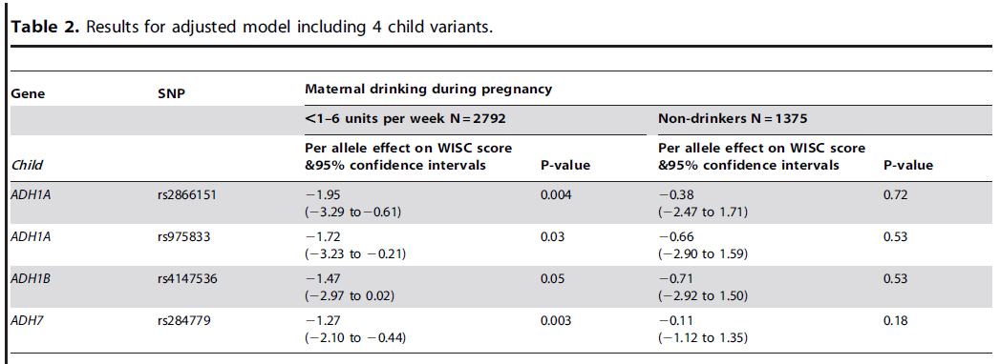 Table 2. Results for adjusted model including 4 child variants.
Gene SNP Maternal drinking during pregnancy
<1–6 units per week N = 2792 Non-drinkers N = 1375
Child Per allele effect on WISC score &95% confidence intervals P-value Per allele effect on WISC score &95% confidence intervals P-value
ADH1A rs2866151 −1.95 0.004 −0.38 0.72
(−3.29 to −0.61) (−2.47 to 1.71)
ADH1A rs975833 −1.72 0.03 −0.66 0.53
(−3.23 to −0.21) (−2.90 to 1.59)
ADH1B rs4147536 −1.47 0.05 −0.71 0.53
(−2.97 to 0.02) (−2.92 to 1.50)
ADH7 rs284779 −1.27 0.003 −0.11 0.18
(−2.10 to −0.44) (−1.12 to 1.35)